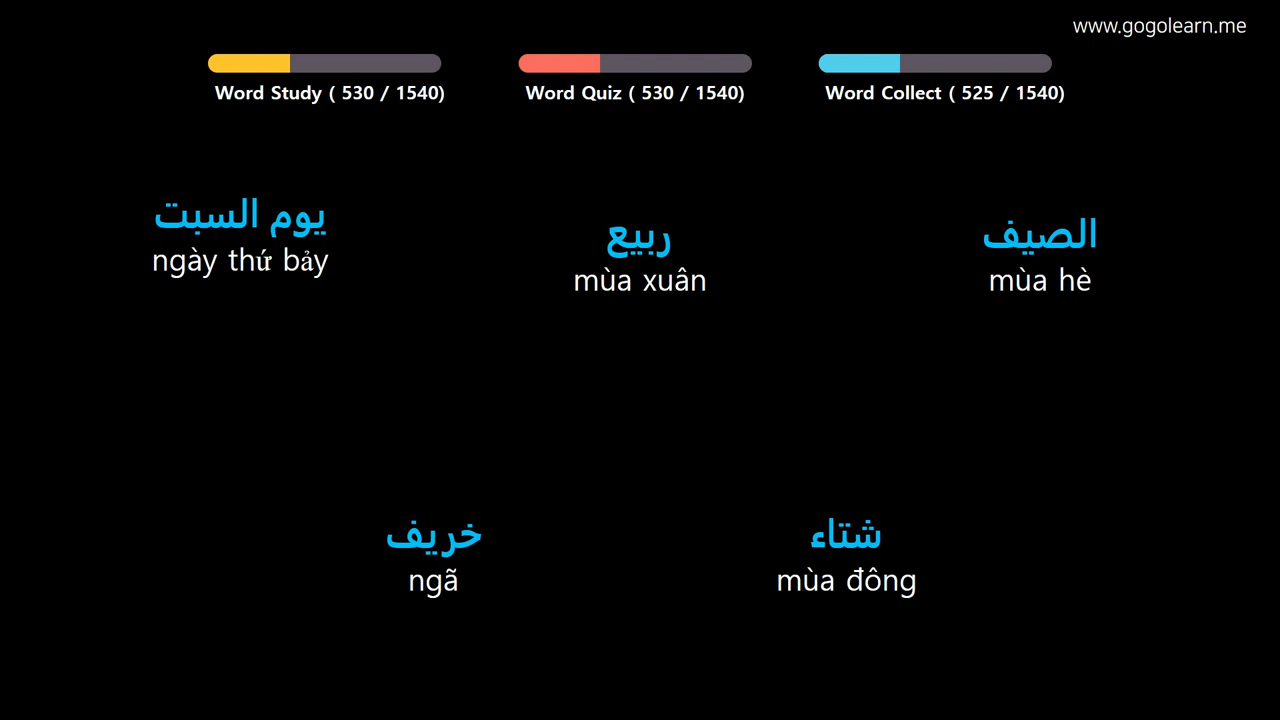 www.gogolearn.me
Word Study ( 530 / 1540)
Word Quiz ( 530 / 1540)
Word Collect ( 525 / 1540)
يوم السبت
ngày thứ bảy
ربيع
mùa xuân
الصيف
mùa hè
خريف
ngã
شتاء
mùa đông